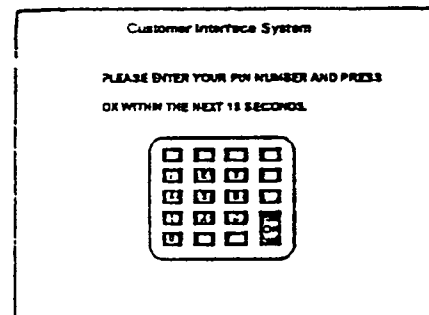 Customer Interface System
PLEASE ENTER YOUR PIN NUMBER AND PRESS
OK WITHIN THE NEXT 15 SECONDS.